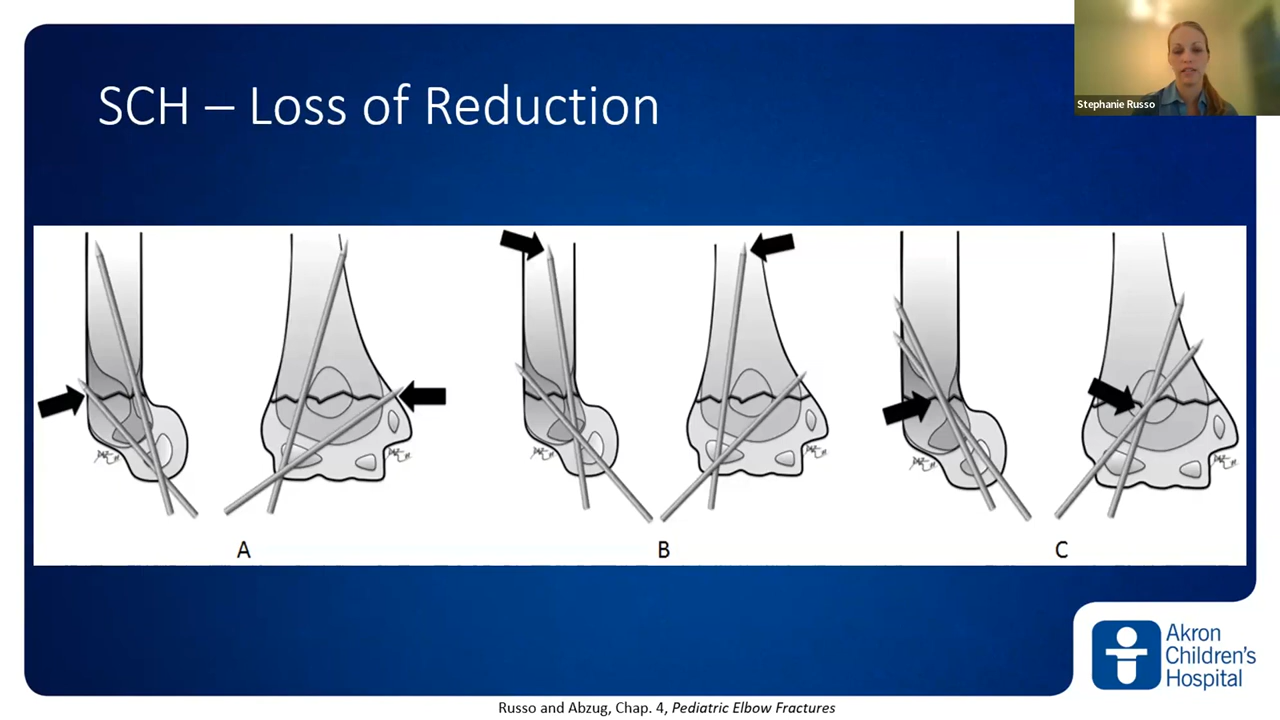 SCH – Loss of Reduction
Stephanie Russo
A
B
C
Akron
Children's
Hospital
Russo and Abzug, Chap. 4, Pediatric Elbow Fractures